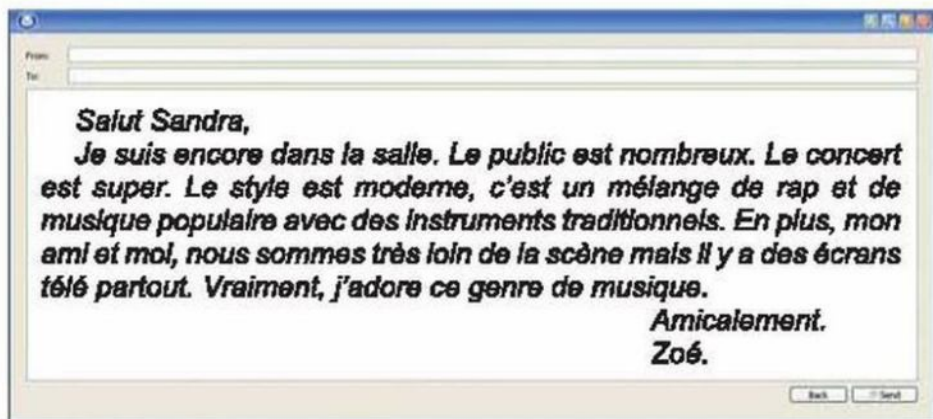 From:
To:
Salut Sandra,
Je suis encore dans la salle. Le public est nombreux. Le concert
est super. Le style est moderne, c'est un mélange de rap et de
musique populaire avec des instruments traditionnels. En plus, mon
ami et moi, nous sommes très loin de la scène mais il y a des écrans
télé partout. Vraiment, j'adore ce genre de musique.
Amicalement.
Zoé.
Back Send